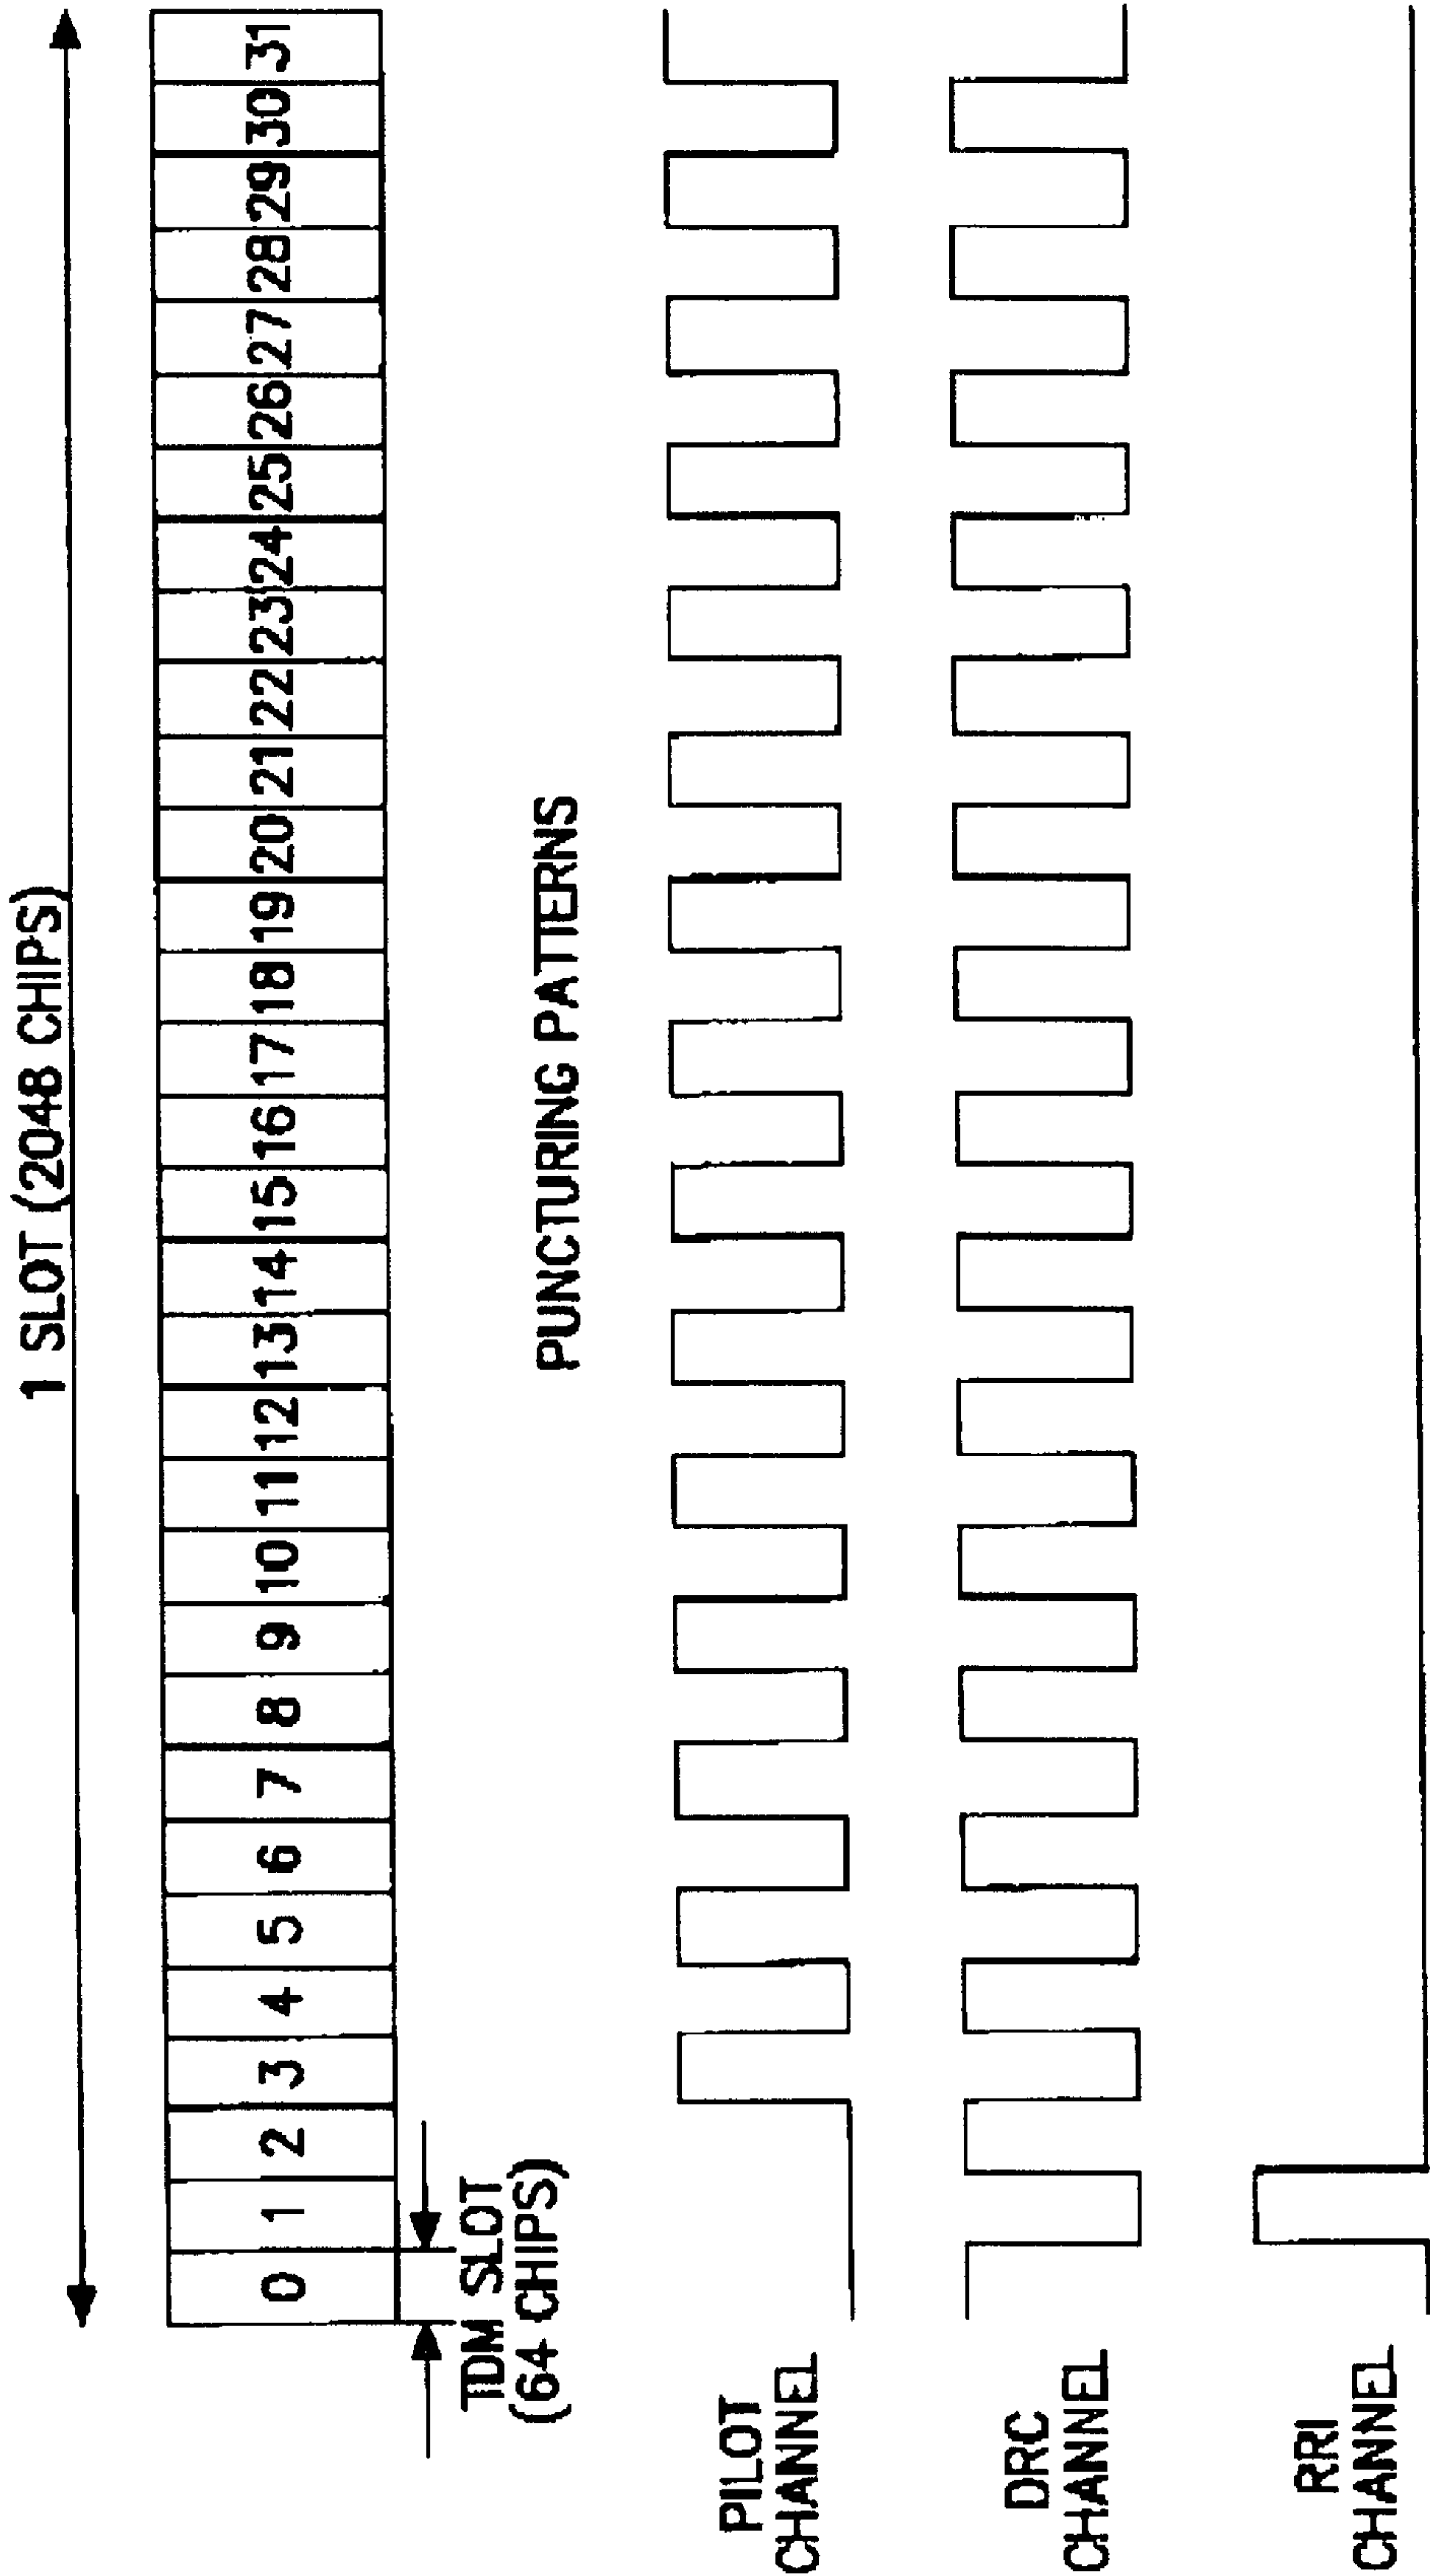 1 SLOT (2048 CHIPS)
0 1 2 3 4 5 6 7 8 9 10 11 12 13 14 15 16 17 18 19 20 21 22 23 24 25 26 27 28 29 30 31
TDM SLOT
(64 CHIPS)
PUNCTURING PATTERNS
PILOT
CHANNEL
DRC
CHANNEL
RRI
CHANNEL